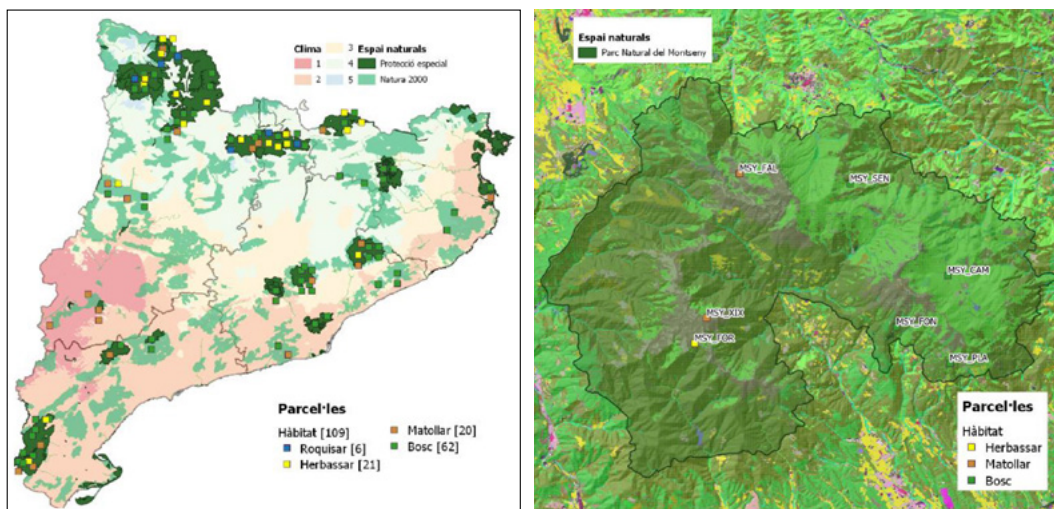 Clima
1
2
3
4
5
Espai naturals
Protecció especial
Natura 2000
Parcel·les
Hàbitat [109]
Roquisar [6]
Herbassar [21]
Matollar [20]
Bosc [62]
Espai naturals
Parc Natural del Montseny
MSY_FAL
MSY_SEN
MSY_CAM
MSY_XIX
MSY_FON
MSY_TOR
MSY_PLA
Parcel·les
Hàbitat
Herbassar
Matollar
Bosc